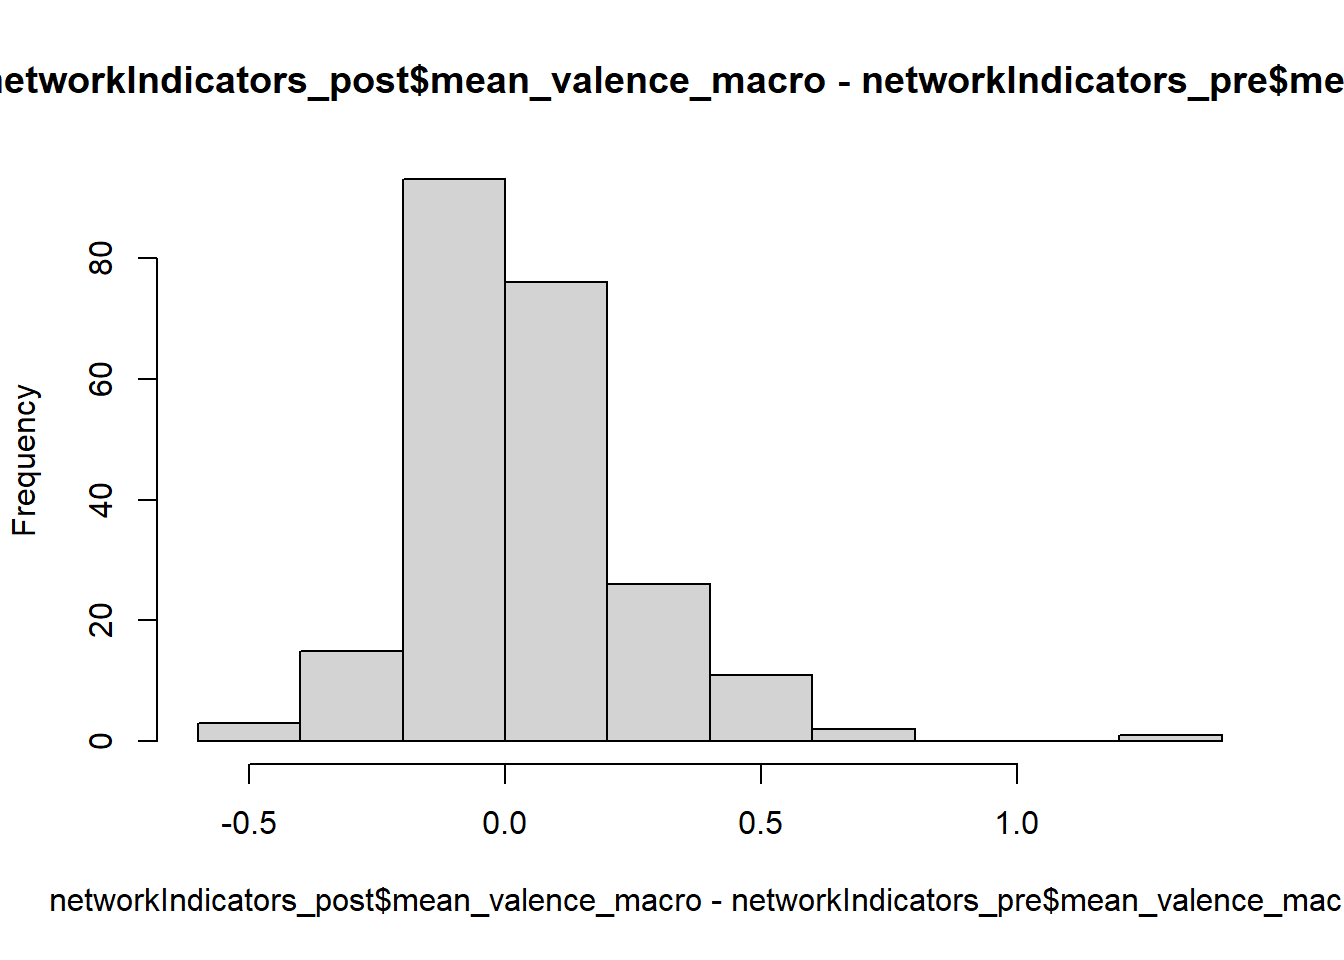 networkIndicators_post$mean_valence_macro - networkIndicators_pre$me
Frequency
80
60
40
20
0
-0.5 0.0 0.5 1.0
networkIndicators_post$mean_valence_macro - networkIndicators_pre$mean_valence_mac